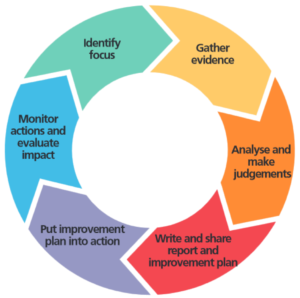 Identify
focus
Gather
evidence
Analyse and
make
judgements
Write and share
report and
improvement plan
Put improvement
plan into action
Monitor
actions and
evaluate
impact